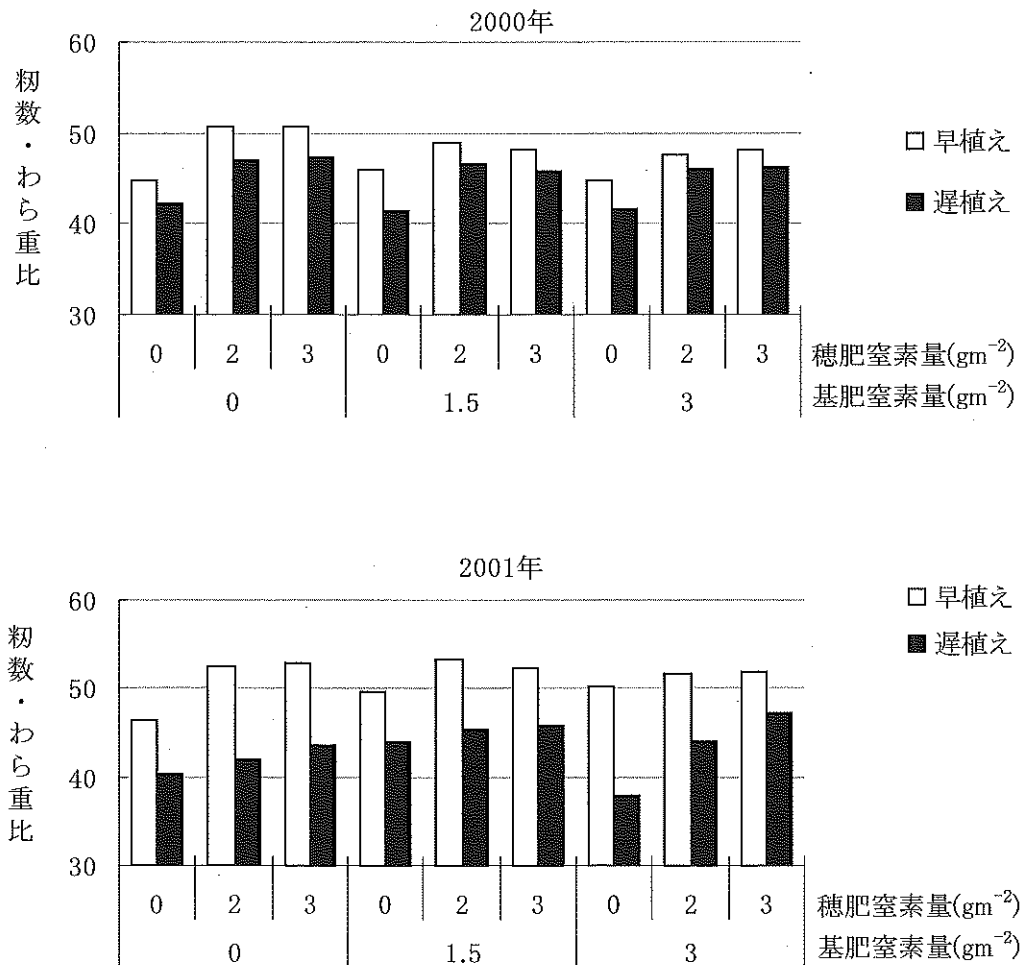 2000年
60
50
40
30
籾数・わら重比
□ 早植え
■ 遅植え
0 2 3 0 2 3 0 2 3 穂肥窒素量(gm⁻²)
0 1.5 3 基肥窒素量(gm⁻²)
2001年
60
50
40
30
籾数・わら重比
□ 早植え
■ 遅植え
0 2 3 0 2 3 0 2 3 穂肥窒素量(gm⁻²)
0 1.5 3 基肥窒素量(gm⁻²)